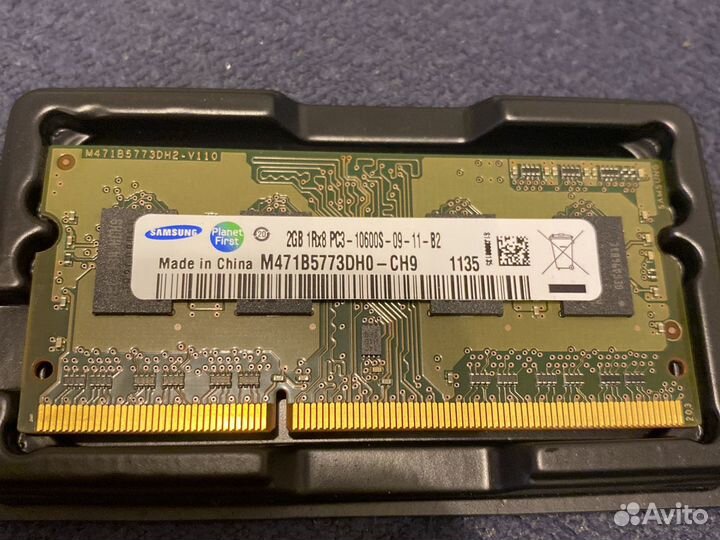 M471B5773DH2-V110
SAMSUNG
Planet First
2GB 1Rx8 PC3-10600S-09-11-B2
Made in China M471B5773DH0-CH9 1135
203
Avito